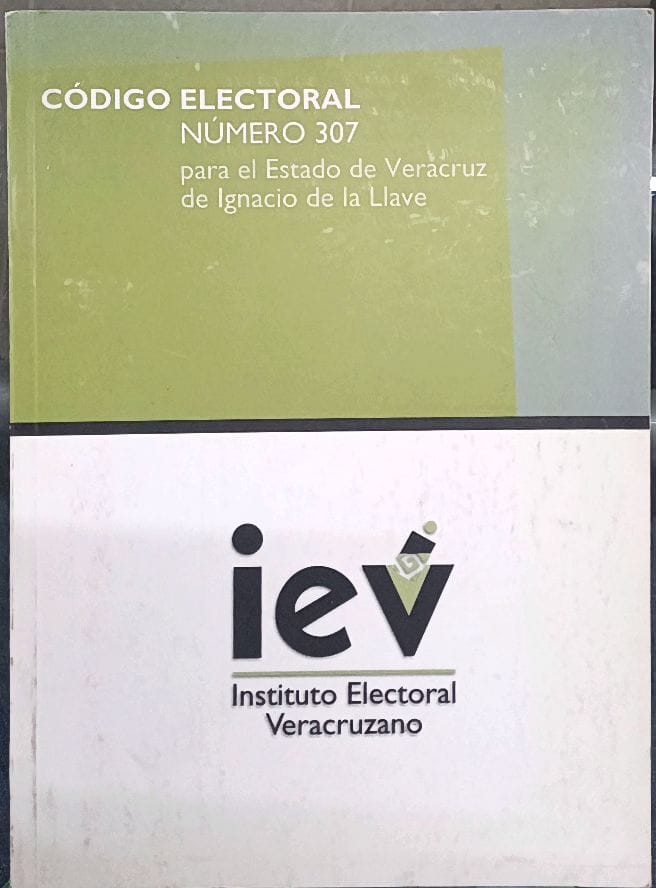 CÓDIGO ELECTORAL
NÚMERO 307
para el Estado de Veracruz
de Ignacio de la Llave
iev
Instituto Electoral
Veracruzano